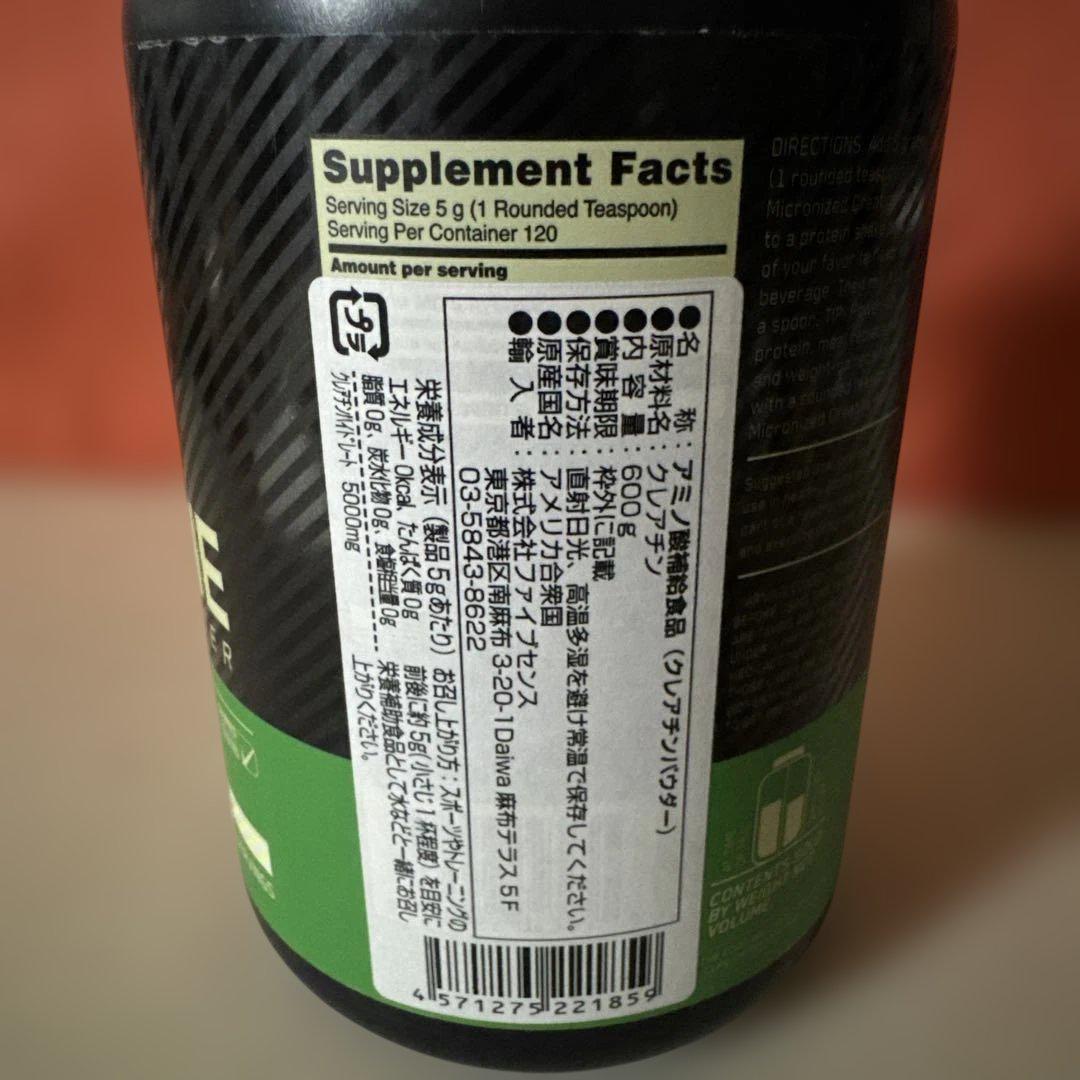 Supplement Facts
Serving Size 5 g (1 Rounded Teaspoon)
Serving Per Container 120
Amount per serving
プラ
●名　称：アミノ酸補給食品（クレアチンパウダー）
●原材料名：クレアチン
●内容量：600g
●賞味期限：枠外に記載
●保存方法：直射日光、高温多湿を避け常温で保存してください。
●原産国名：アメリカ合衆国
●輸入者：株式会社ファイブセンス
東京都港区南麻布3-20-1Daiwa麻布テラス5F
03-5843-8622
栄養成分表示（製品5gあたり）
エネルギー0kcal、たんぱく質0g
脂質0g、炭水化物0g、食塩相当量0g
クレアチンハイドレート 5000mg
お召し上がり方：スポーツやトレーニングの
前後に約5g(小さじ1杯程度)を目安に
栄養補助食品として水などと一緒にお召し
上がりください。
4571275221859
E
ER
DIRECTIONS:
(1 rounded
Micronized
to a protein
of your favorite
beverage.
a spoon. TIP:
protein,
and weight
with a rounded
Micronized
Suggested
CONTENTS
BY WEIGHT
VOLUME